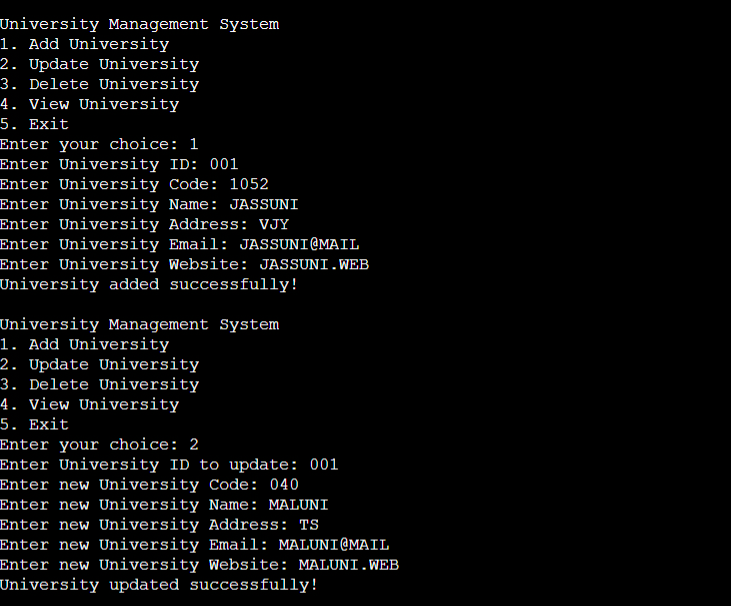 University Management System
1. Add University
2. Update University
3. Delete University
4. View University
5. Exit
Enter your choice: 1
Enter University ID: 001
Enter University Code: 1052
Enter University Name: JASSUNI
Enter University Address: VJY
Enter University Email: JASSUNI@MAIL
Enter University Website: JASSUNI.WEB
University added successfully!
University Management System
1. Add University
2. Update University
3. Delete University
4. View University
5. Exit
Enter your choice: 2
Enter University ID to update: 001
Enter new University Code: 040
Enter new University Name: MALUNI
Enter new University Address: TS
Enter new University Email: MALUNI@MAIL
Enter new University Website: MALUNI.WEB
University updated successfully!